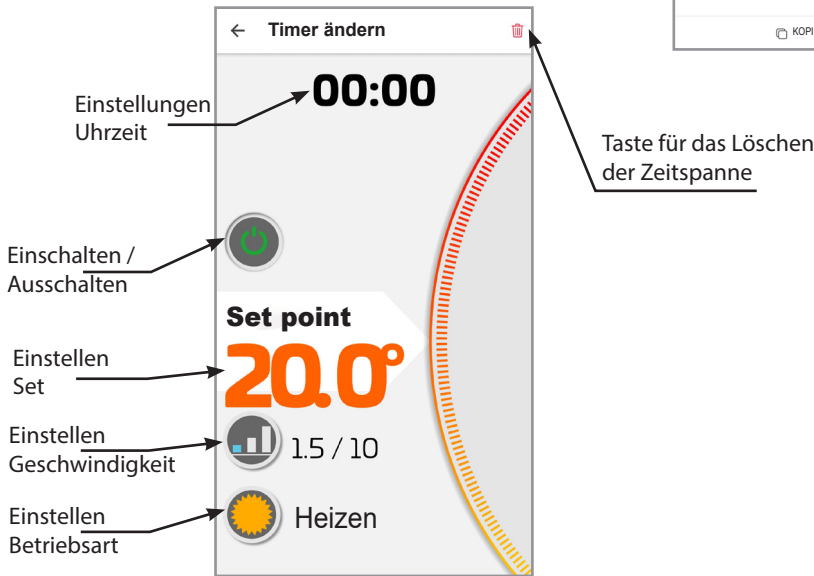 KOPI
← Timer ändern
00:00
Einstellungen
Uhrzeit
Taste für das Löschen
der Zeitspanne
Einschalten /
Ausschalten
Set point
20.0°
Einstellen
Set
Einstellen
Geschwindigkeit
1.5 / 10
Einstellen
Betriebsart
Heizen